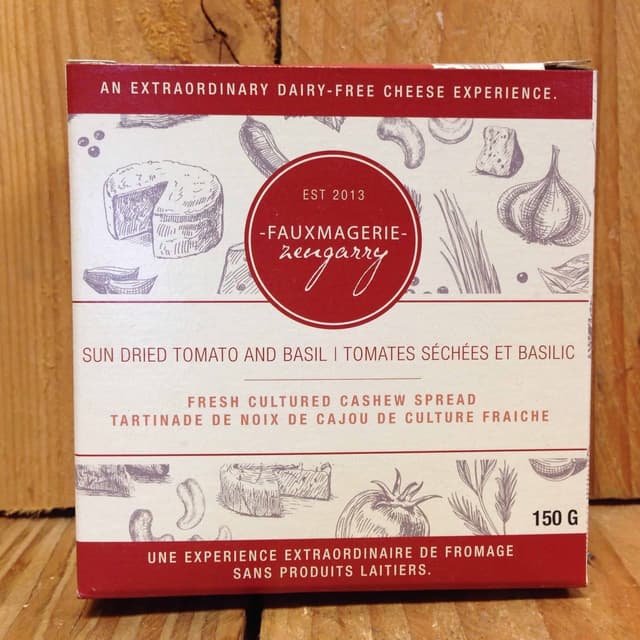 AN EXTRAORDINARY DAIRY-FREE CHEESE EXPERIENCE.
EST 2013
-FAUXMAGERIE-
zengarry
SUN DRIED TOMATO AND BASIL | TOMATES SÉCHÉES ET BASILIC
FRESH CULTURED CASHEW SPREAD
TARTINADE DE NOIX DE CAJOU DE CULTURE FRAICHE
150 G
UNE EXPERIENCE EXTRAORDINAIRE DE FROMAGE
SANS PRODUITS LAITIERS.